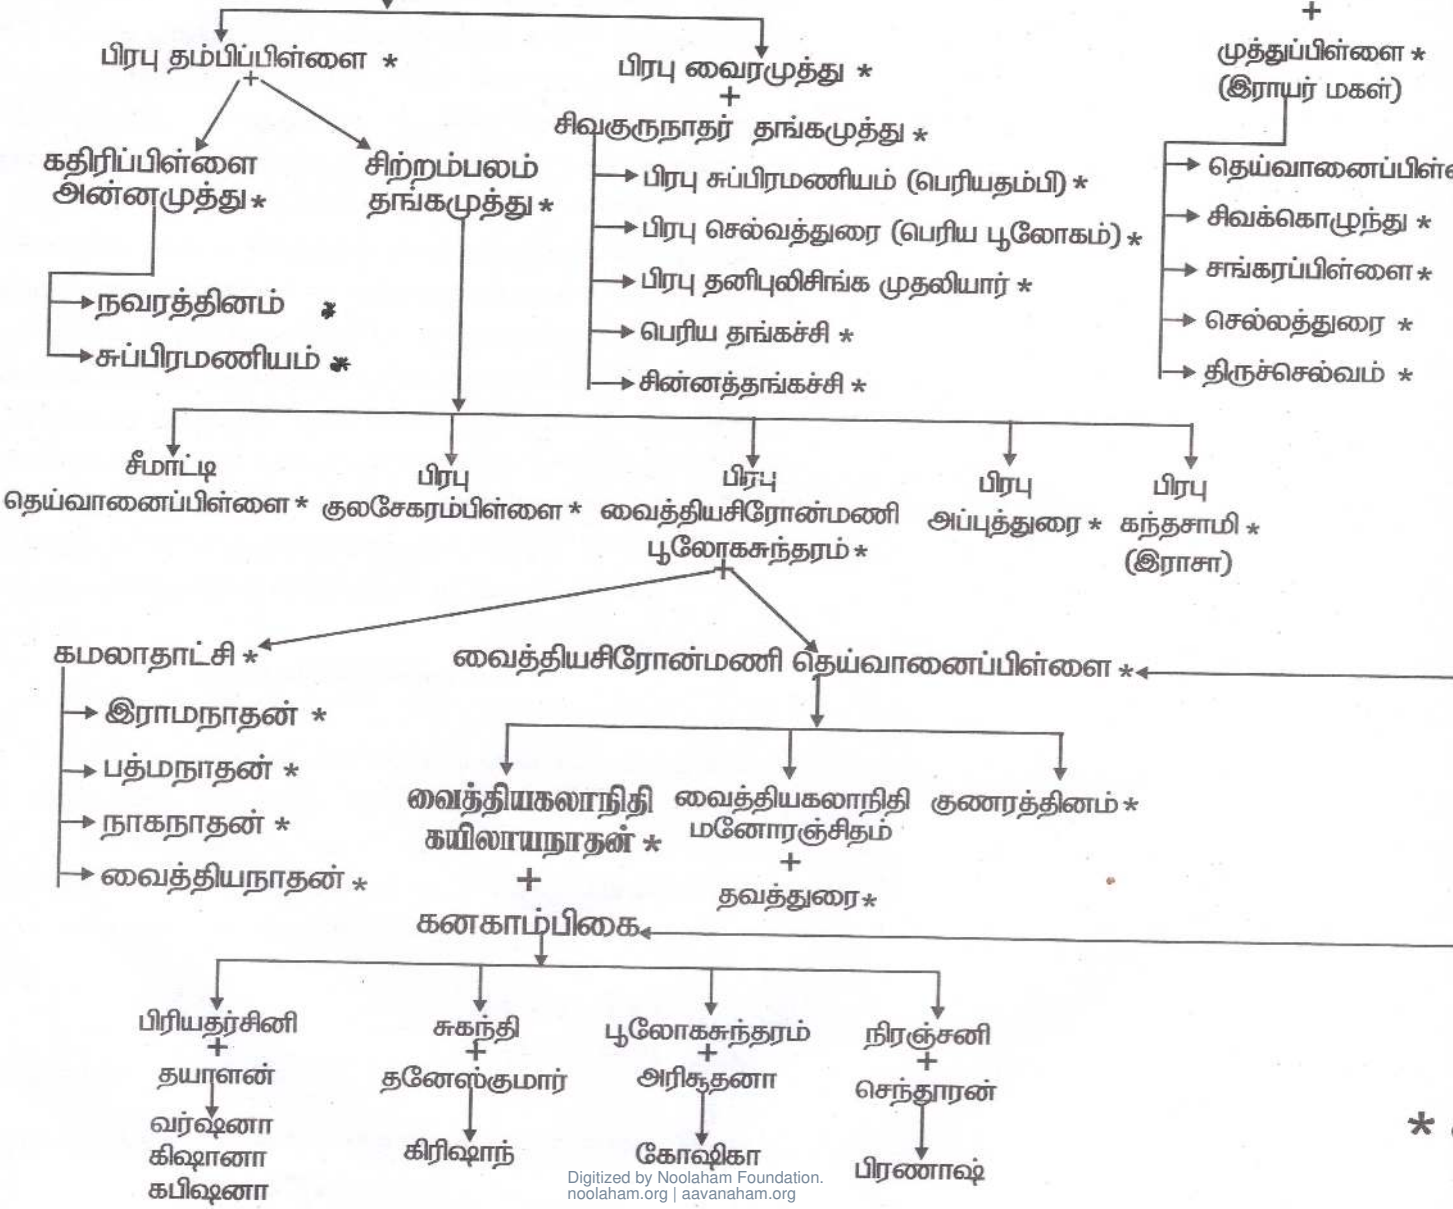 பிரபு தம்பிப்பிள்ளை *
+
பிரபு வைரமுத்து *
+
சிவகுருநாதர் தங்கமுத்து *
+
முத்துப்பிள்ளை *
(இராயர் மகள்)
கதிரிப்பிள்ளை
அன்னமுத்து *
சிற்றம்பலம்
தங்கமுத்து *
நவரத்தினம் *
சுப்பிரமணியம் *
பிரபு சுப்பிரமணியம் (பெரியதம்பி) *
பிரபு செல்வத்துரை (பெரிய பூலோகம்) *
பிரபு தனிபுலிசிங்க முதலியார் *
பெரிய தங்கச்சி *
சின்னத்தங்கச்சி *
சிவக்கொழுந்து *
சங்கரப்பிள்ளை *
செல்லத்துரை *
திருச்செல்வம் *
சீமாட்டி
தெய்வானைப்பிள்ளை *
பிரபு
குலசேகரம்பிள்ளை *
பிரபு
வைத்தியசிரோன்மணி
பூலோகசுந்தரம் *
+
பிரபு
அப்புத்துரை *
பிரபு
கந்தசாமி *
(இராசா)
கமலாதாட்சி *
இராமநாதன் *
பத்மநாதன் *
நாகநாதன் *
வைத்தியநாதன் *
வைத்தியசிரோன்மணி தெய்வானைப்பிள்ளை *
வைத்தியகலாநிதி
கயிலாயநாதன் *
+
கனகாம்பிகை
வைத்தியகலாநிதி
மனோரஞ்சிதம்
+
தவத்துரை *
குணரத்தினம் *
பிரியதர்சினி
+
தயாளன்
வர்ஷனா
கிஷானா
கபிஷனா
சுகந்தி
+
தனேஸ்குமார்
கிரிஷாந்
பூலோகசுந்தரம்
+
அரிசூதனா
கோஷிகா
நிரஞ்சனி
+
செந்தூரன்
பிரணாஷ்
*
Digitized by Noolaham Foundation.
noolaham.org | aavanaham.org